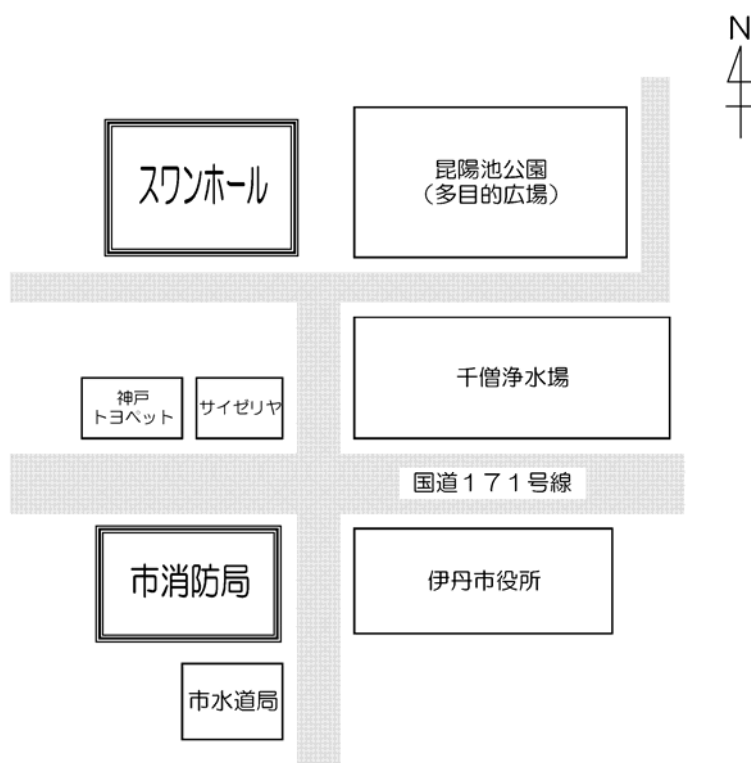 N
スワンホール
昆陽池公園
（多目的広場）
千僧浄水場
神戸
トヨペット
サイゼリヤ
国道１７１号線
市消防局
伊丹市役所
市水道局